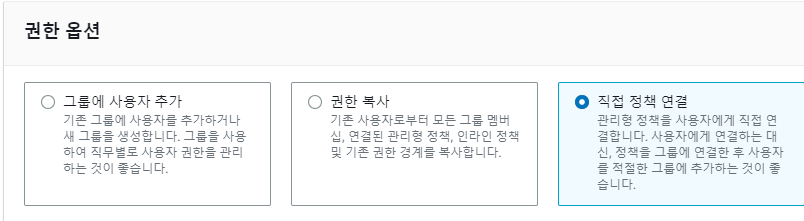 권한 옵션
그룹에 사용자 추가
기존 그룹에 사용자를 추가하거나
새 그룹을 생성합니다. 그룹을 사용
하여 직무별로 사용자 권한을 관리
하는 것이 좋습니다.
권한 복사
기존 사용자로부터 모든 그룹 멤버
십, 연결된 관리형 정책, 인라인 정책
및 기존 권한 경계를 복사합니다.
직접 정책 연결
관리형 정책을 사용자에게 직접 연
결합니다. 사용자에게 연결하는 대
신, 정책을 그룹에 연결한 후 사용자
를 적절한 그룹에 추가하는 것이 좋
습니다.